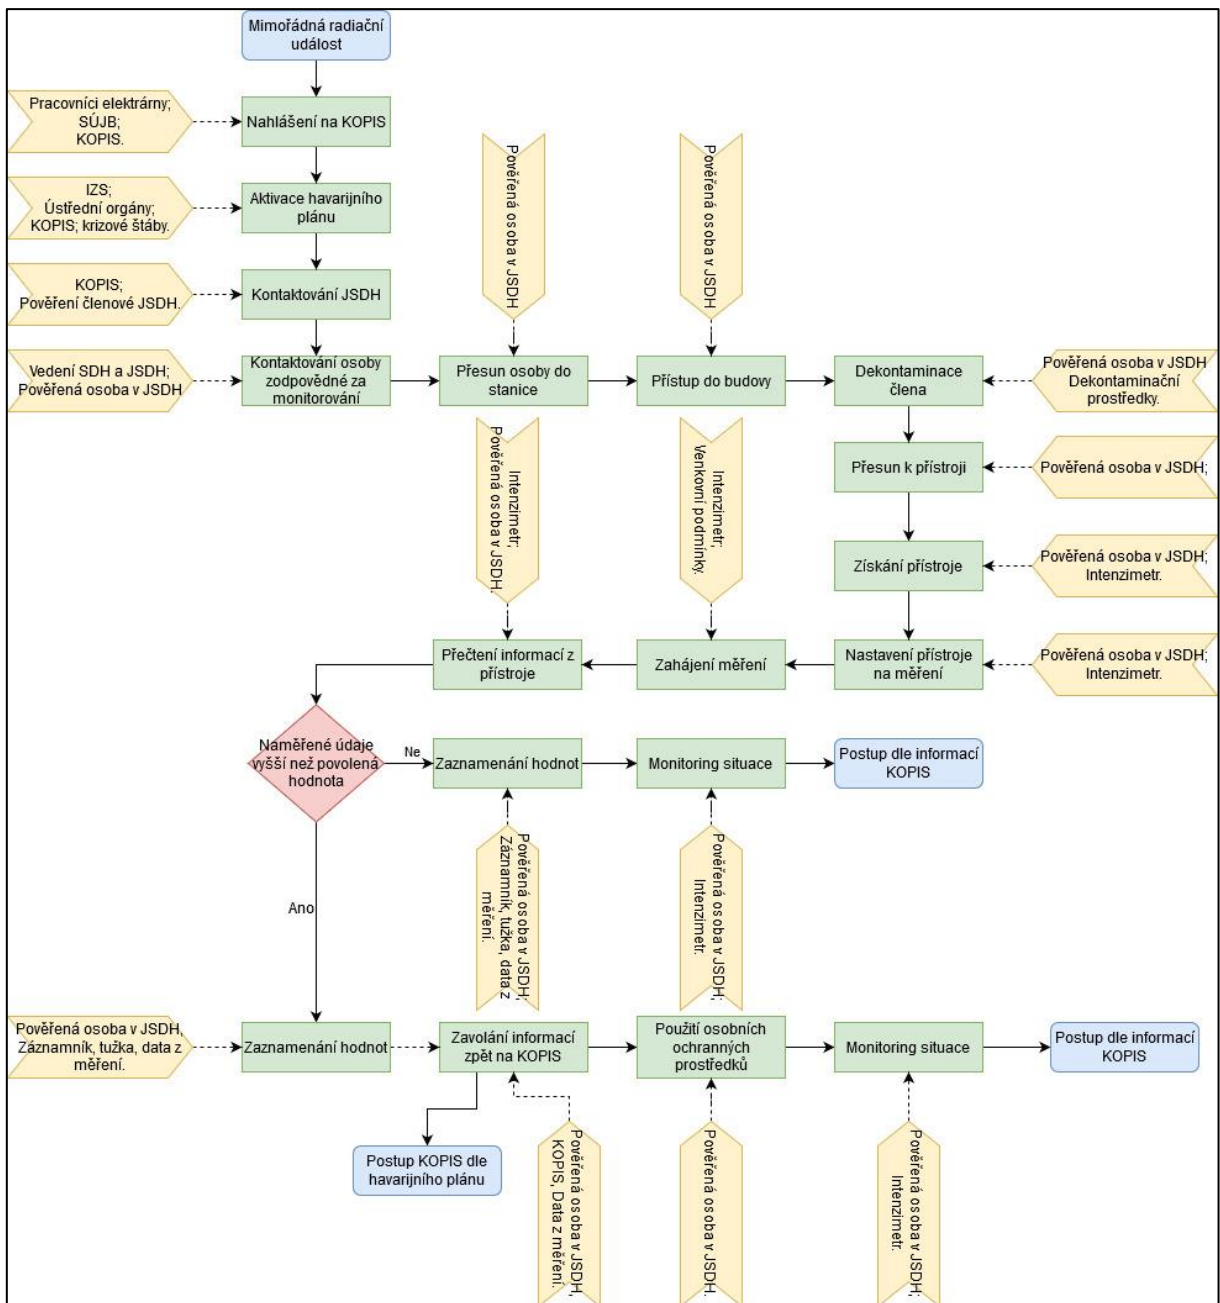 Mimořádná radiační
událost
Pracovníci elektrárny;
SÚJB;
KOPIS.
Nahlášení na KOPIS
IZS;
Ústřední orgány;
KOPIS; krizové štáby.
Aktivace havarijního
plánu
KOPIS;
Pověření členové JSDH.
Kontaktování JSDH
Pověřená osoba v JSDH
Pověřená osoba v JSDH
Vedení SDH a JSDH;
Pověřená osoba v JSDH
Kontaktování osoby
zodpovědné za
monitorování
Přesun osoby do
stanice
Přístup do budovy
Dekontaminace
člena
Pověřená osoba v JSDH
Dekontaminační
prostředky.
Přesun k přístroji
Pověřená osoba v JSDH;
Získání přístroje
Pověřená osoba v JSDH;
Intenzimetr.
Intenzimetr;
Pověřená osoba v JSDH.
Intenzimetr;
Venkovní podmínky.
Přečtení informací z
přístroje
Zahájení měření
Nastavení přístroje
na měření
Pověřená osoba v JSDH;
Intenzimetr.
Naměřené údaje
vyšší než povolená
hodnota
Ne
Zaznamenání hodnot
Monitoring situace
Postup dle informací
KOPIS
Pověřená osoba v JSDH;
Záznamník, tužka, data z
měření.
Pověřená osoba v JSDH;
Intenzimetr.
Ano
Pověřená osoba v JSDH,
Záznamník, tužka, data z
měření.
Zaznamenání hodnot
Zavolání informací
zpět na KOPIS
Použití osobních
ochranných
prostředků
Monitoring situace
Postup dle informací
KOPIS
Postup KOPIS dle
havarijního plánu
Pověřená osoba v JSDH;
KOPIS, Data z měření.
Pověřená osoba v JSDH.
Pověřená osoba v JSDH;
Intenzimetr.